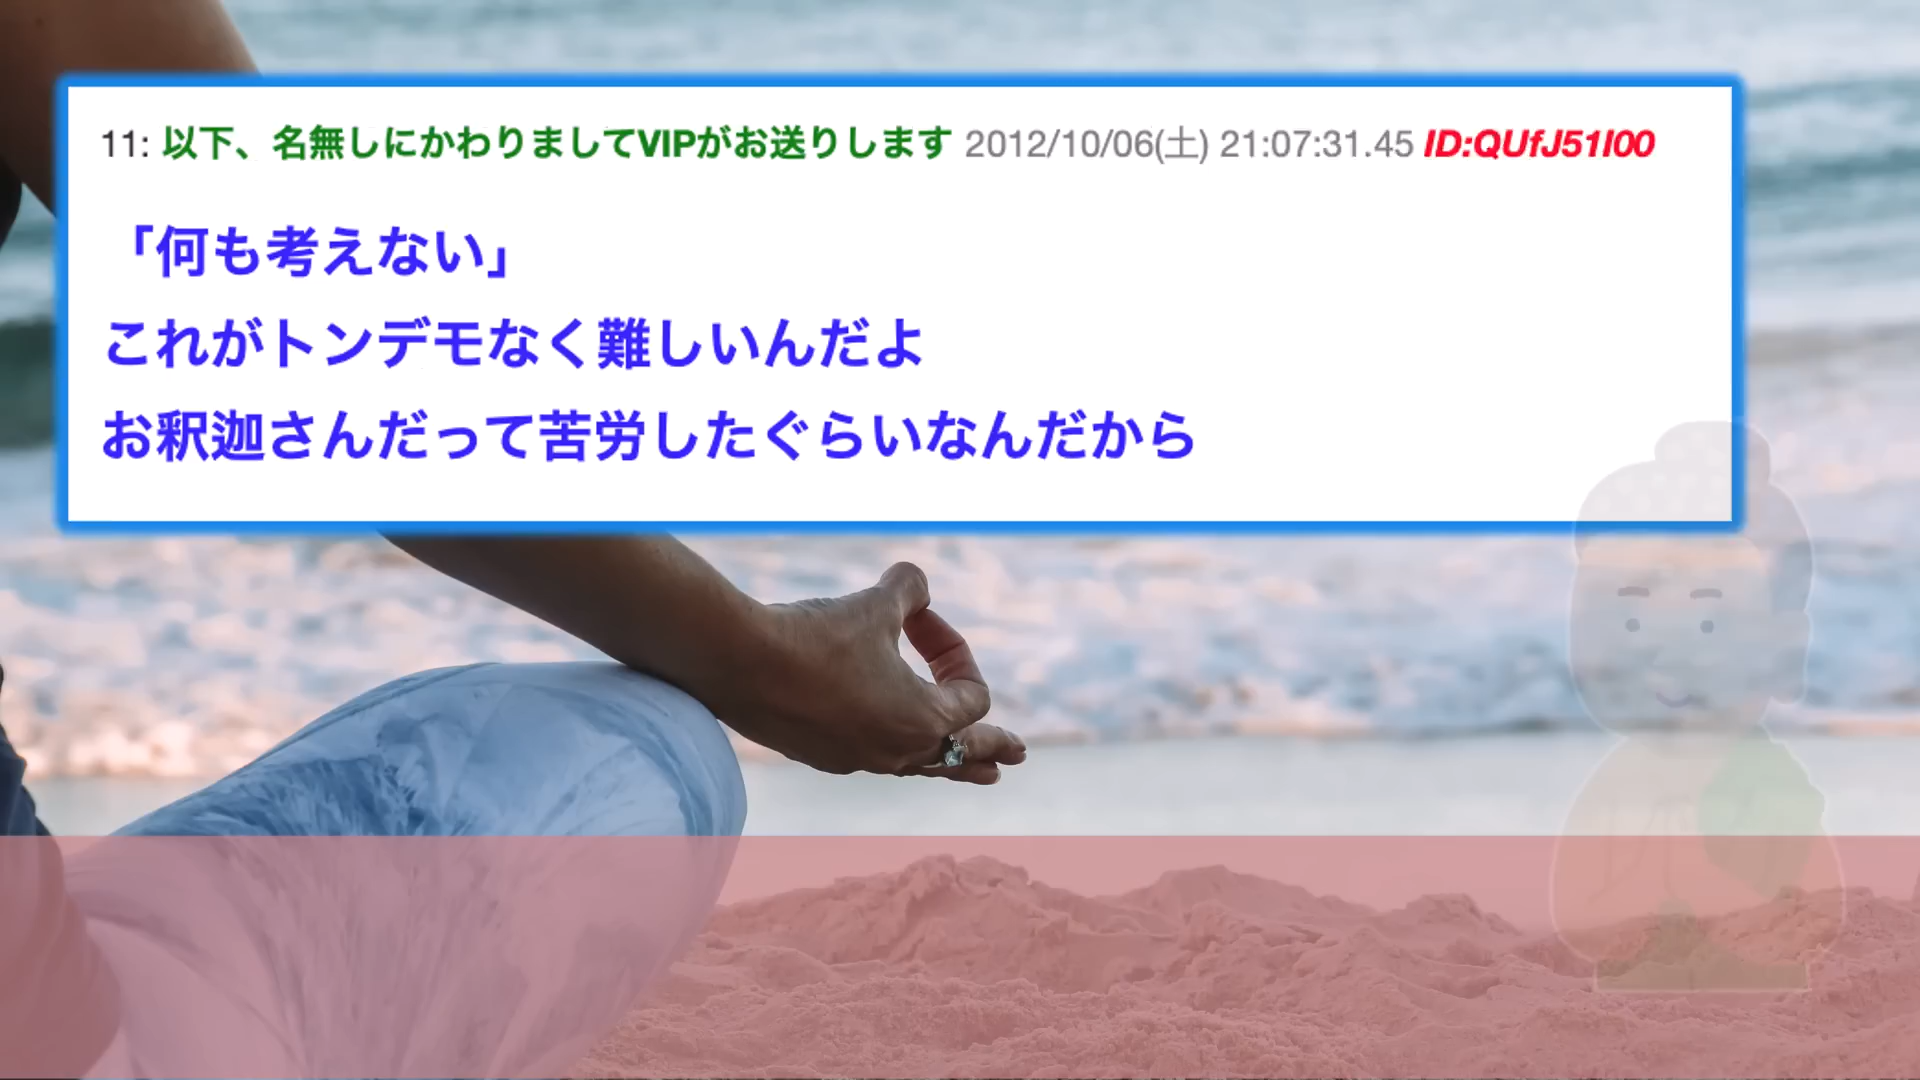 11: 以下、名無しにかわりましてVIPがお送りします 2012/10/06(土) 21:07:31.45 ID:QUfJ51I00
「何も考えない」
これがトンデモなく難しいんだよ
お釈迦さんだって苦労したぐらいなんだから